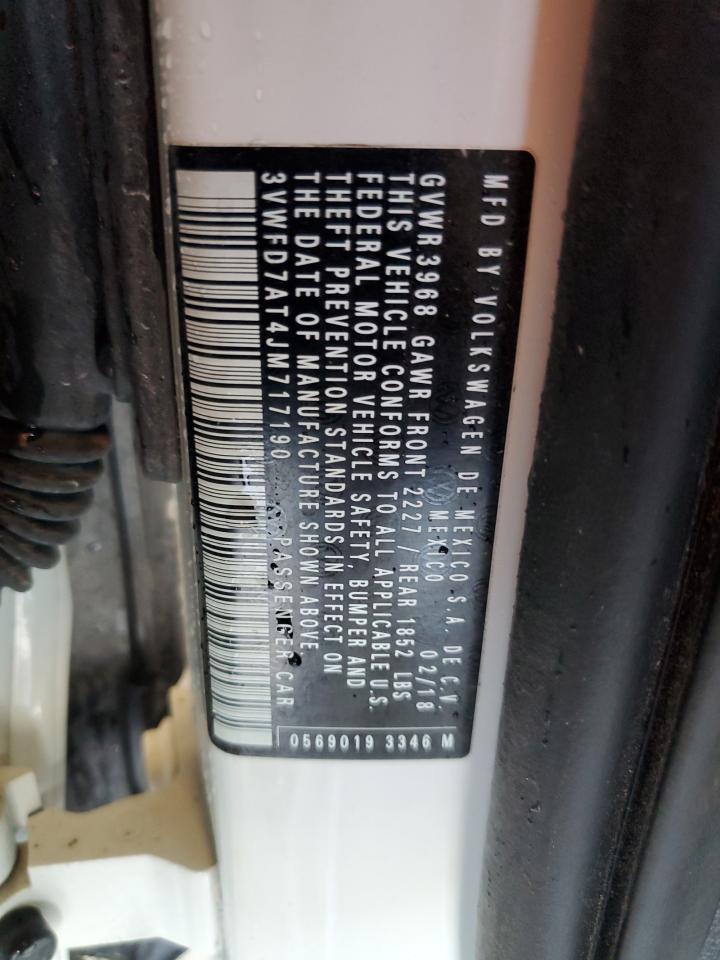 MFD BY VOLKSWAGEN DE MEXICO S.A. DE C.V.
MEXICO 02/18
GVWR 3968 GAWR FRONT 2227 / REAR 1852 LBS
THIS VEHICLE CONFORMS TO ALL APPLICABLE U.S.
FEDERAL MOTOR VEHICLE SAFETY, BUMPER AND
THEFT PREVENTION STANDARDS IN EFFECT ON
THE DATE OF MANUFACTURE SHOWN ABOVE.
3VWFD7AT4JM717190 PASSENGER CAR
0569019 3346 M